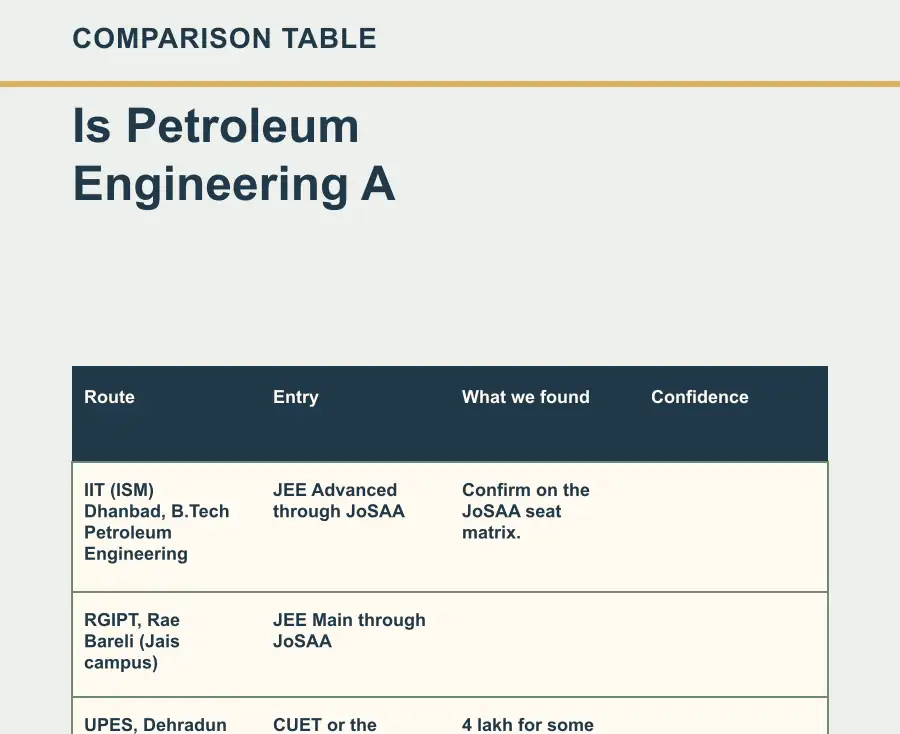 COMPARISON TABLE
Is Petroleum
Engineering A
Route
Entry
What we found
Confidence
IIT (ISM)
Dhanbad, B.Tech
Petroleum
Engineering
JEE Advanced
through JoSAA
Confirm on the
JoSAA seat
matrix.
RGIPT, Rae
Bareli (Jais
campus)
JEE Main through
JoSAA
UPES, Dehradun
CUET or the
4 lakh for some